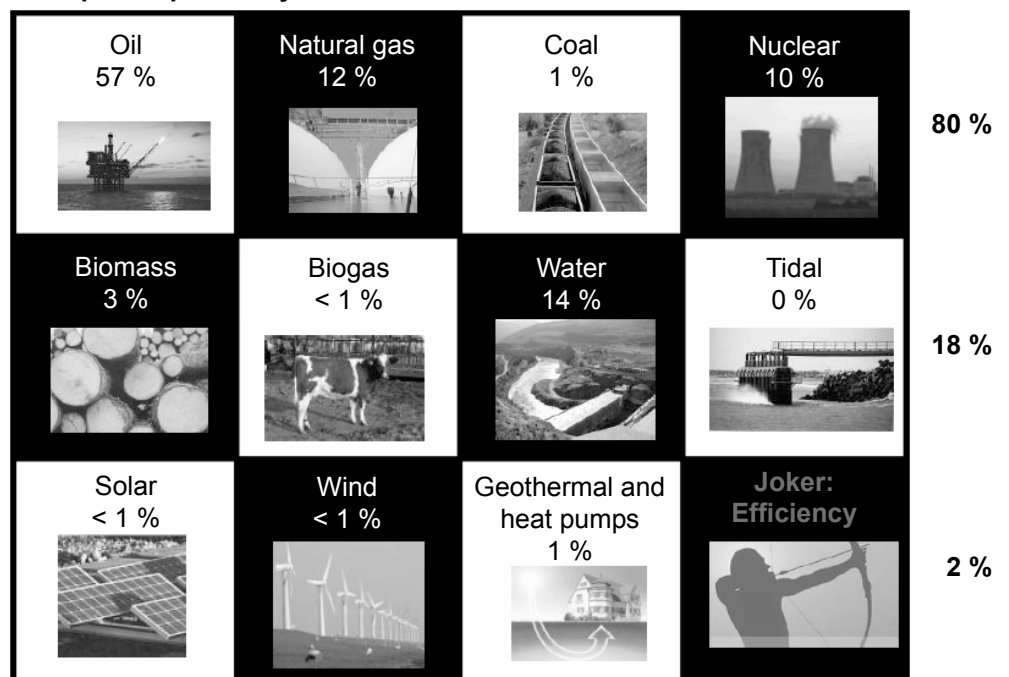 Oil
57 %
Natural gas
12 %
Coal
1 %
Nuclear
10 %
80 %
Biomass
3 %
Biogas
< 1 %
Water
14 %
Tidal
0 %
18 %
Solar
< 1 %
Wind
< 1 %
Geothermal and
heat pumps
1 %
Joker:
Efficiency
2 %